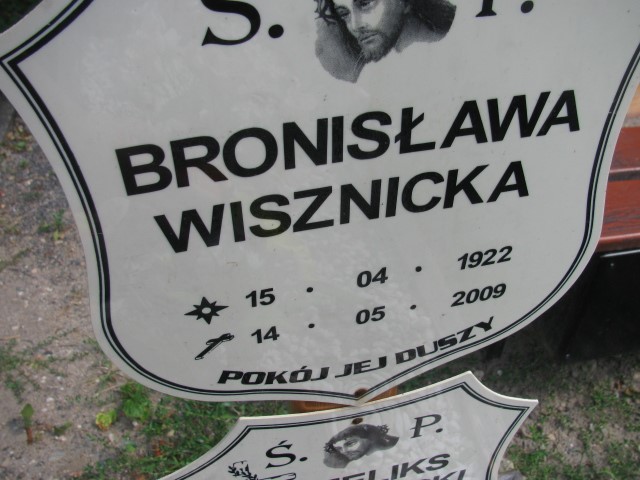 Ś. P.
BRONISŁAWA
WISZNICKA
15 . 04 . 1922
14 . 05 . 2009
POKÓJ JEJ DUSZY
Ś. P.